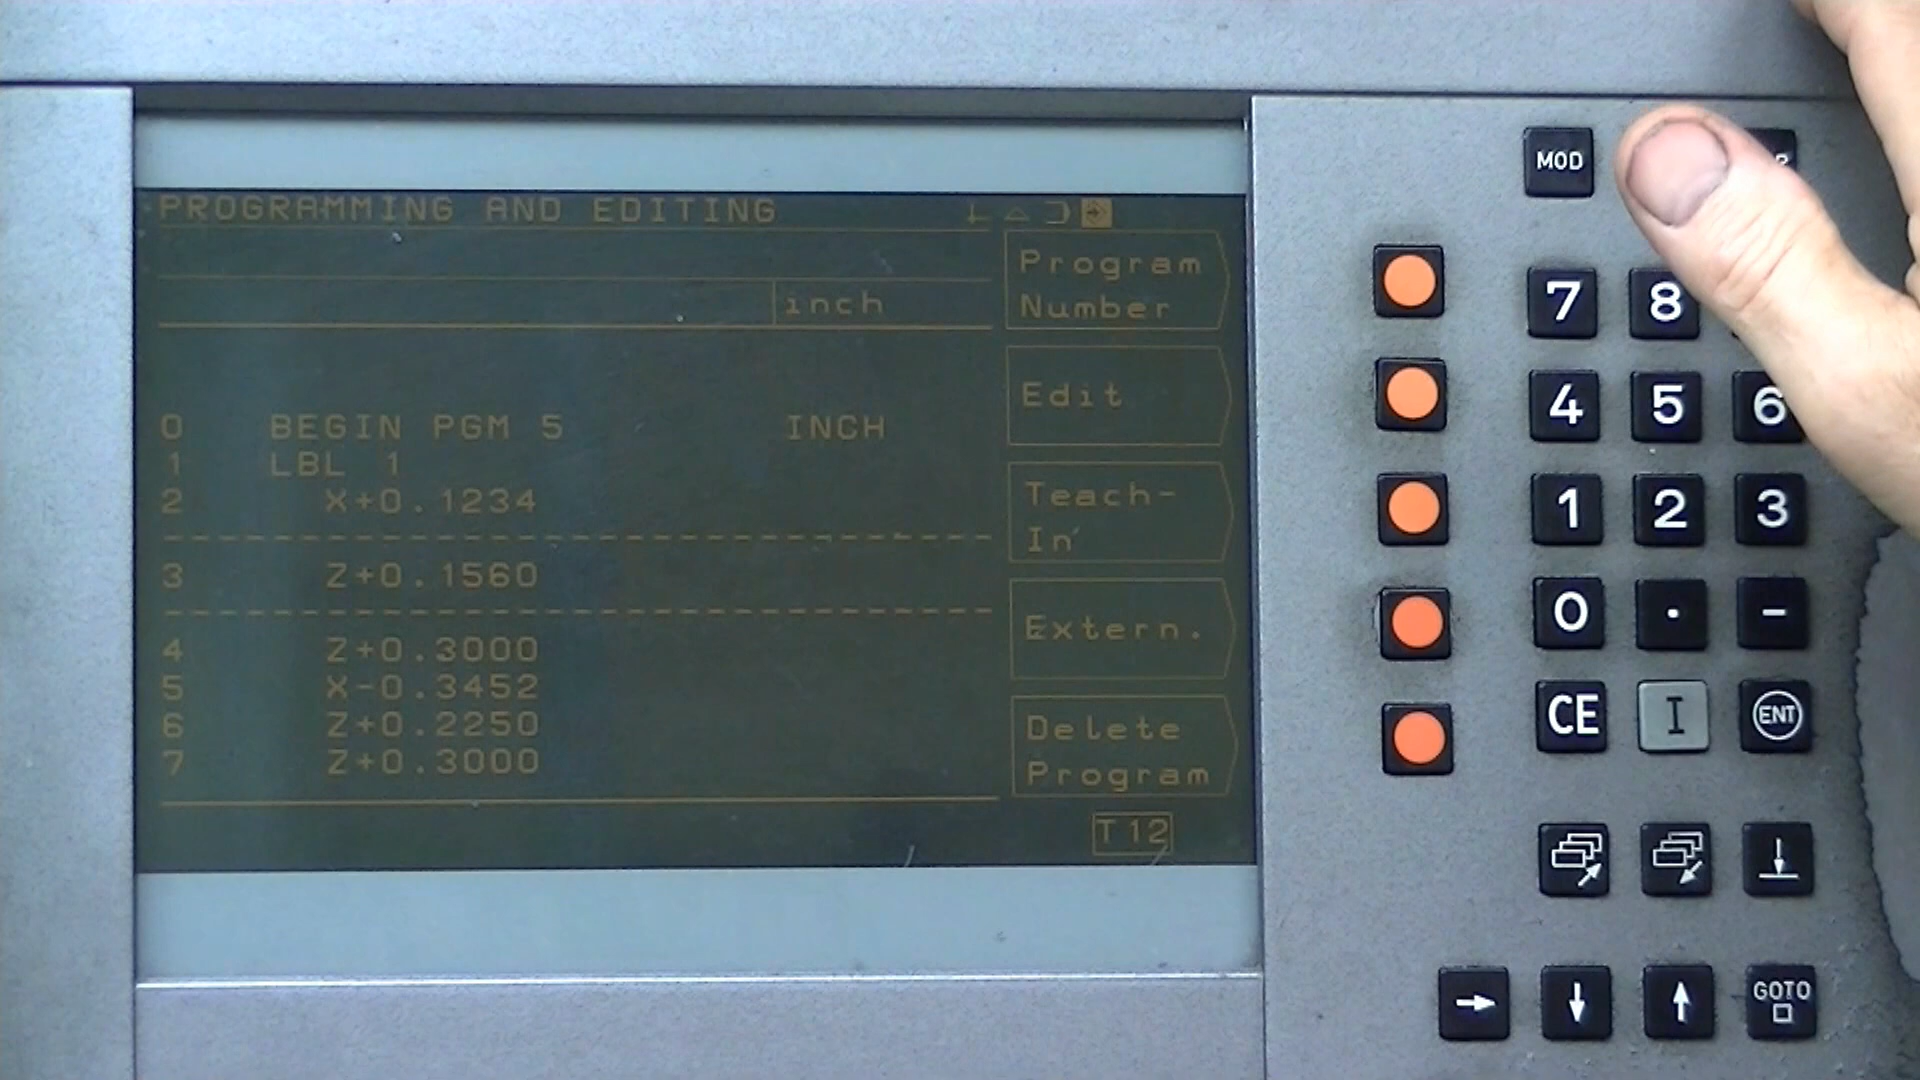 PROGRAMMING AND EDITING
inch
0 BEGIN PGM 5 INCH
1 LBL 1
2 X+0.1234
3 Z+0.1560
4 Z+0.3000
5 X-0.3452
6 Z+0.2250
7 Z+0.3000
Program
Number
Edit
Teach-
In
Extern.
Delete
Program
T 12
MOD
7 8
4 5 6
1 2 3
0 . -
CE I ENT
GOTO